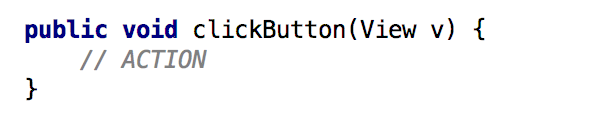 public void clickButton(View v) {
    // ACTION
}